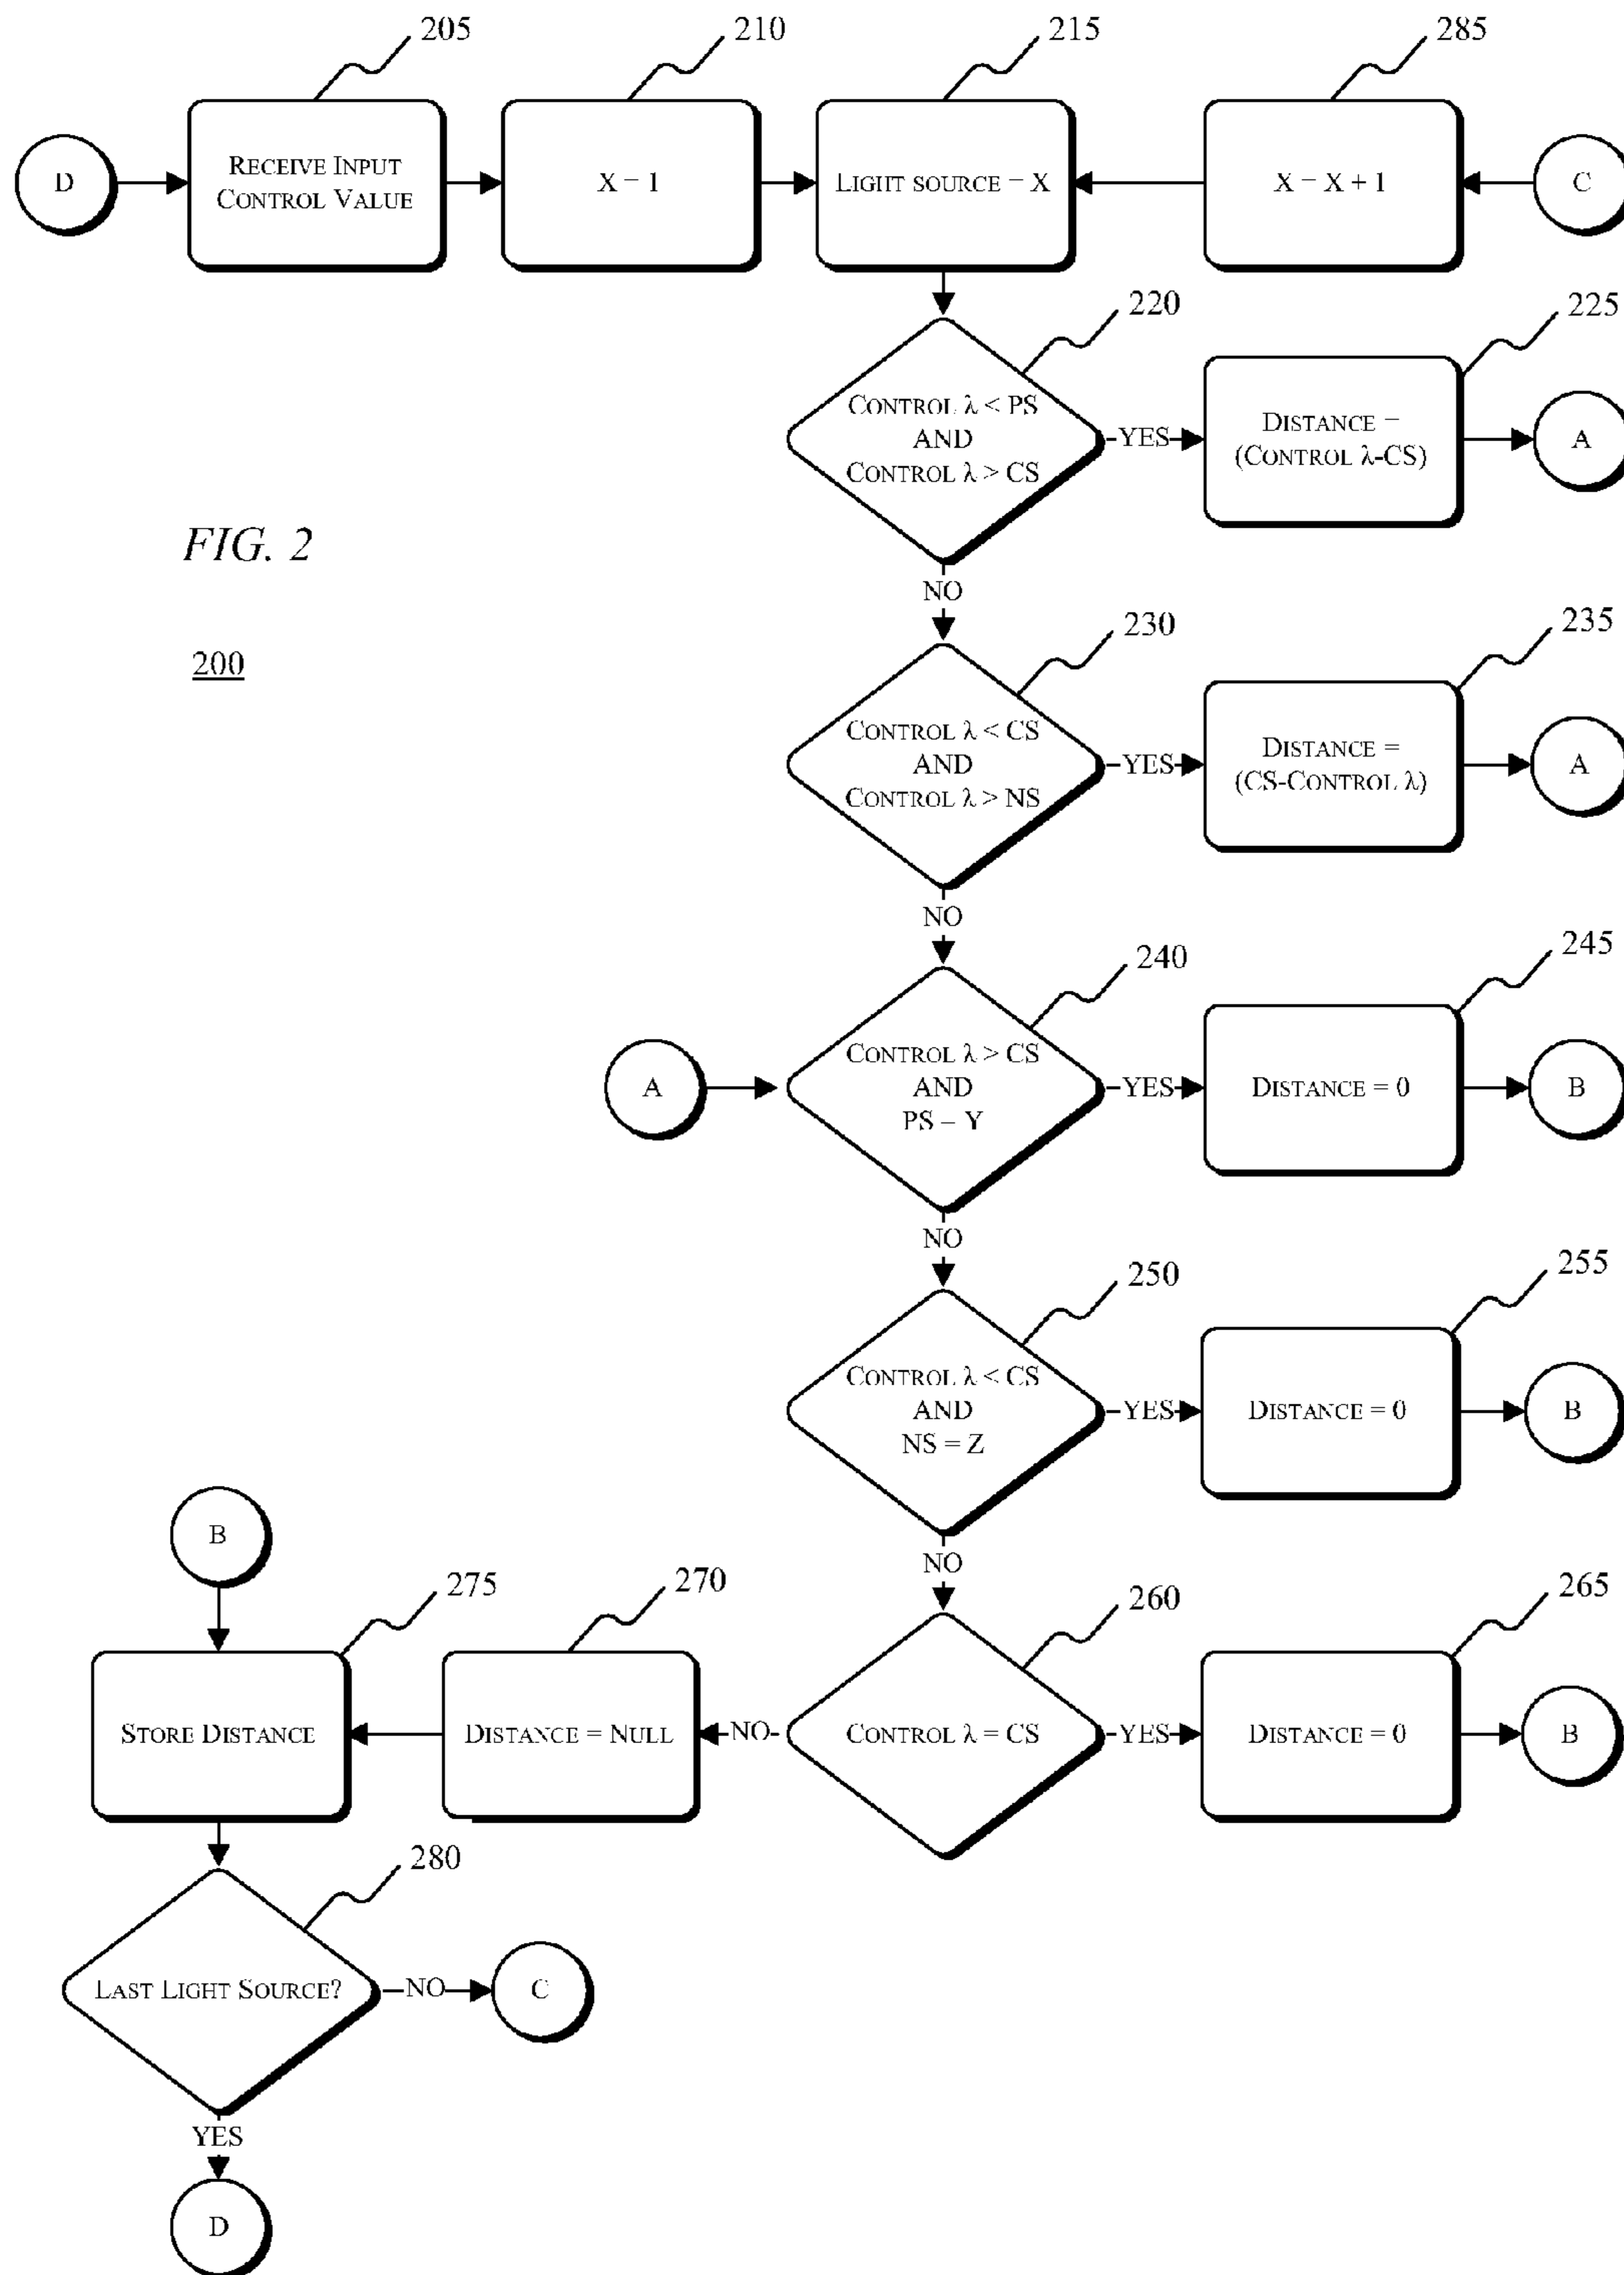 205
210
215
285
D
RECEIVE INPUT
CONTROL VALUE
X = 1
LIGHT SOURCE = X
X = X + 1
C
220
225
CONTROL λ < PS
AND
CONTROL λ > CS
YES
DISTANCE =
(CONTROL λ-CS)
A
FIG. 2
NO
200
230
235
CONTROL λ < CS
AND
CONTROL λ > NS
YES
DISTANCE =
(CS-CONTROL λ)
A
NO
240
245
A
CONTROL λ > CS
AND
PS = Y
YES
DISTANCE = 0
B
NO
250
255
CONTROL λ < CS
AND
NS = Z
YES
DISTANCE = 0
B
B
NO
275
270
260
265
STORE DISTANCE
DISTANCE = NULL
NO
CONTROL λ = CS
YES
DISTANCE = 0
B
280
LAST LIGHT SOURCE?
NO
C
YES
D